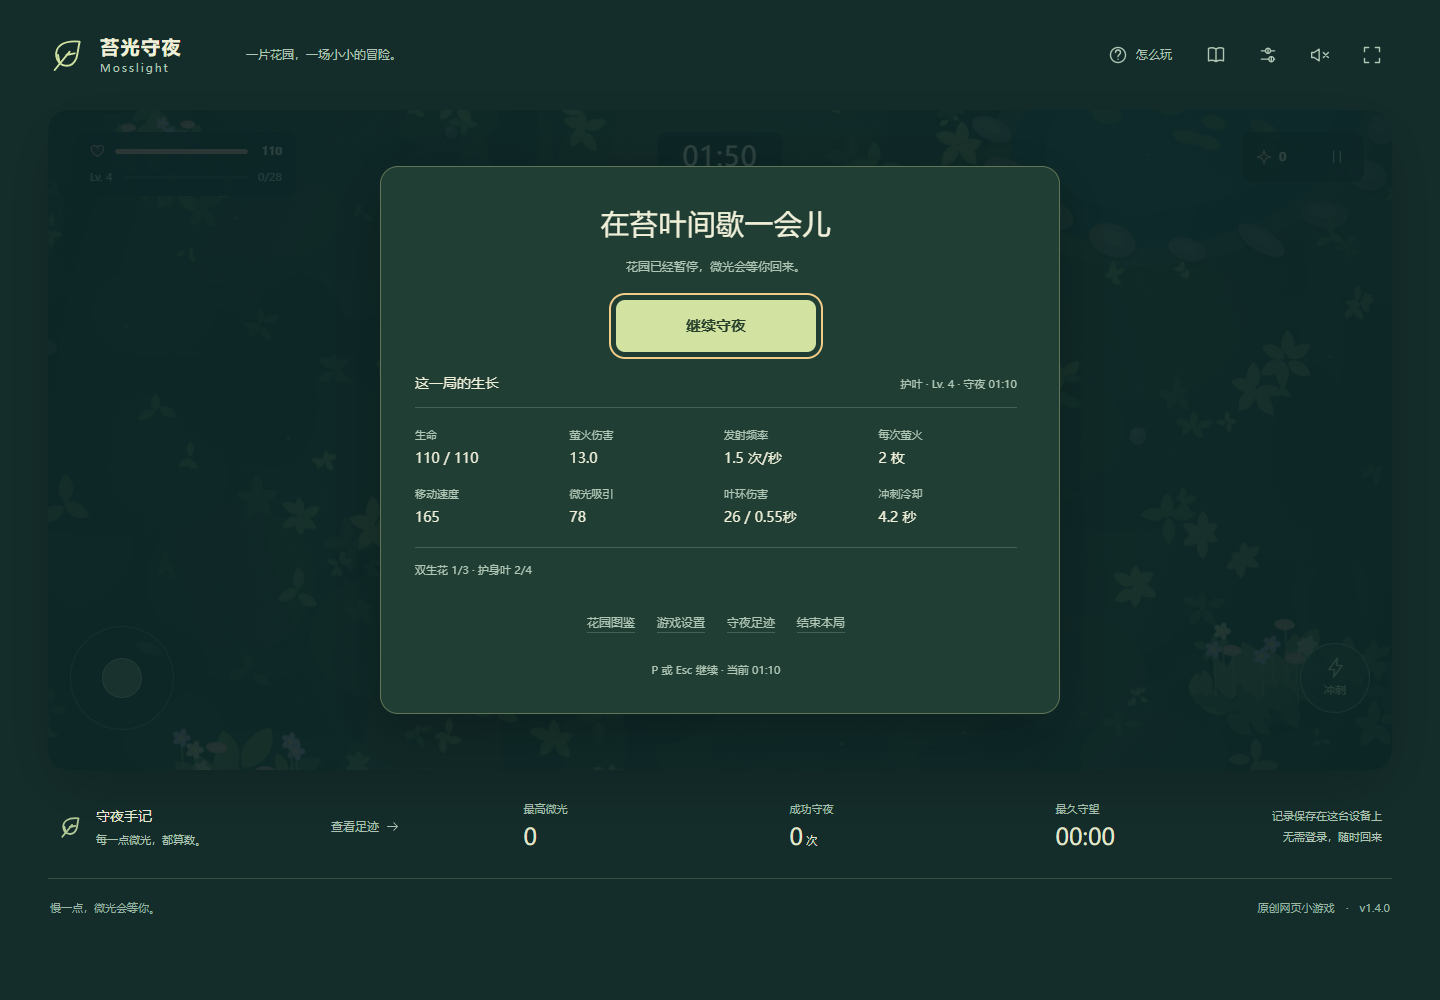 苔光守夜
Mosslight
一片花园，一场小小的冒险。
怎么玩
110
Lv. 4
0/28
01:50
0
在苔叶间歇一会儿
花园已经暂停，微光会等你回来。
继续守夜
这一局的生长
护叶 · Lv. 4 · 守夜 01:10
生命
110 / 110
萤火伤害
13.0
发射频率
1.5 次/秒
每次萤火
2 枚
移动速度
165
微光吸引
78
叶环伤害
26 / 0.55秒
冲刺冷却
4.2 秒
双生花 1/3 · 护身叶 2/4
花园图鉴
游戏设置
守夜足迹
结束本局
P 或 Esc 继续 · 当前 01:10
冲刺
守夜手记
每一点微光，都算数。
查看足迹 →
最高微光
0
成功守夜
0 次
最久守望
00:00
记录保存在这台设备上
无需登录，随时回来
慢一点，微光会等你。
原创网页小游戏 · v1.4.0